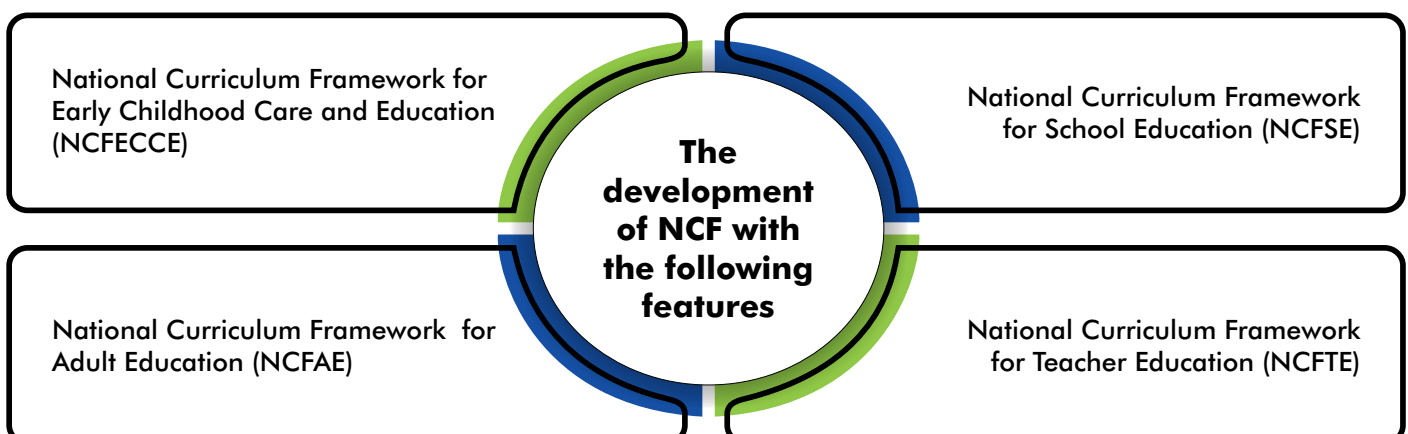 National Curriculum Framework for
Early Childhood Care and Education
(NCFECCE)
National Curriculum Framework
for School Education (NCFSE)
The
development
of NCF with
the following
features
National Curriculum Framework  for
Adult Education (NCFAE)
National Curriculum Framework
for Teacher Education (NCFTE)